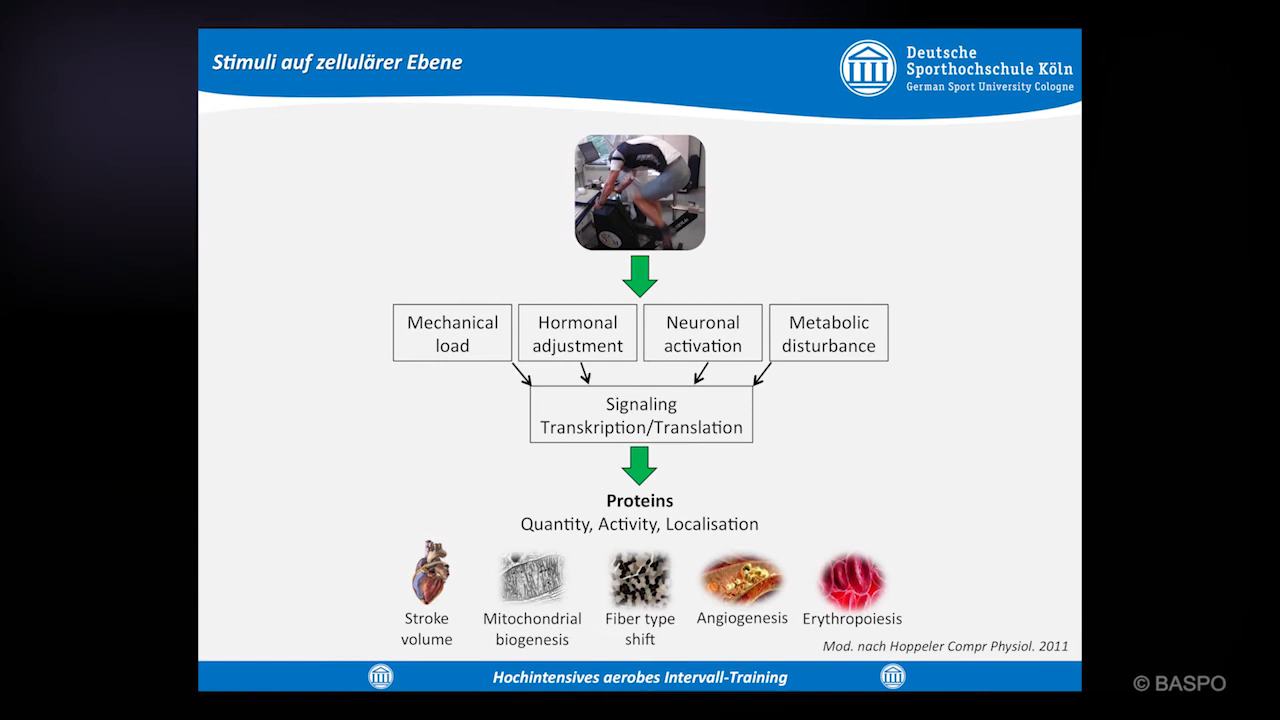 Stimuli auf zellulärer Ebene
Deutsche
Sporthochschule Köln
German Sport University Cologne
Mechanical
load
Hormonal
adjustment
Neuronal
activation
Metabolic
disturbance
Signaling
Transkription/Translation
Proteins
Quantity, Activity, Localisation
Stroke
volume
Mitochondrial
biogenesis
Fiber type
shift
Angiogenesis
Erythropoiesis
Mod. nach Hoppeler Compr Physiol. 2011
Hochintensives aerobes Intervall-Training
© BASPO